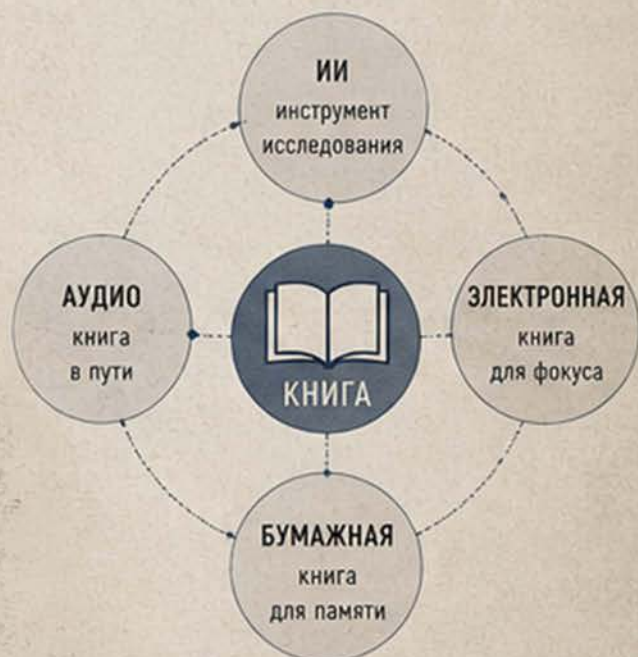 ИИ
инструмент
исследования
АУДИО
книга
в пути
КНИГА
ЭЛЕКТРОННАЯ
книга
для фокуса
БУМАЖНАЯ
книга
для памяти